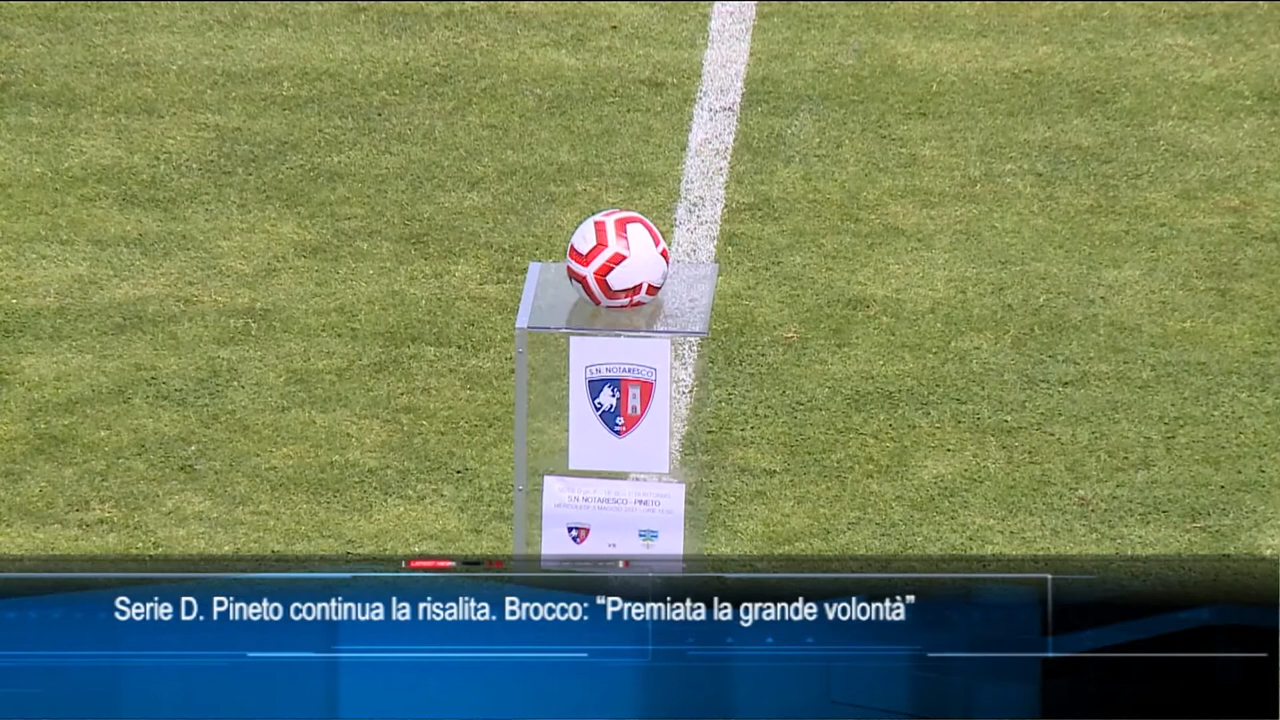 S.N. NOTARESCO
S.N. NOTARESCO - PINETO
Serie D. Pineto continua la risalita. Brocco: “Premiata la grande volontà”